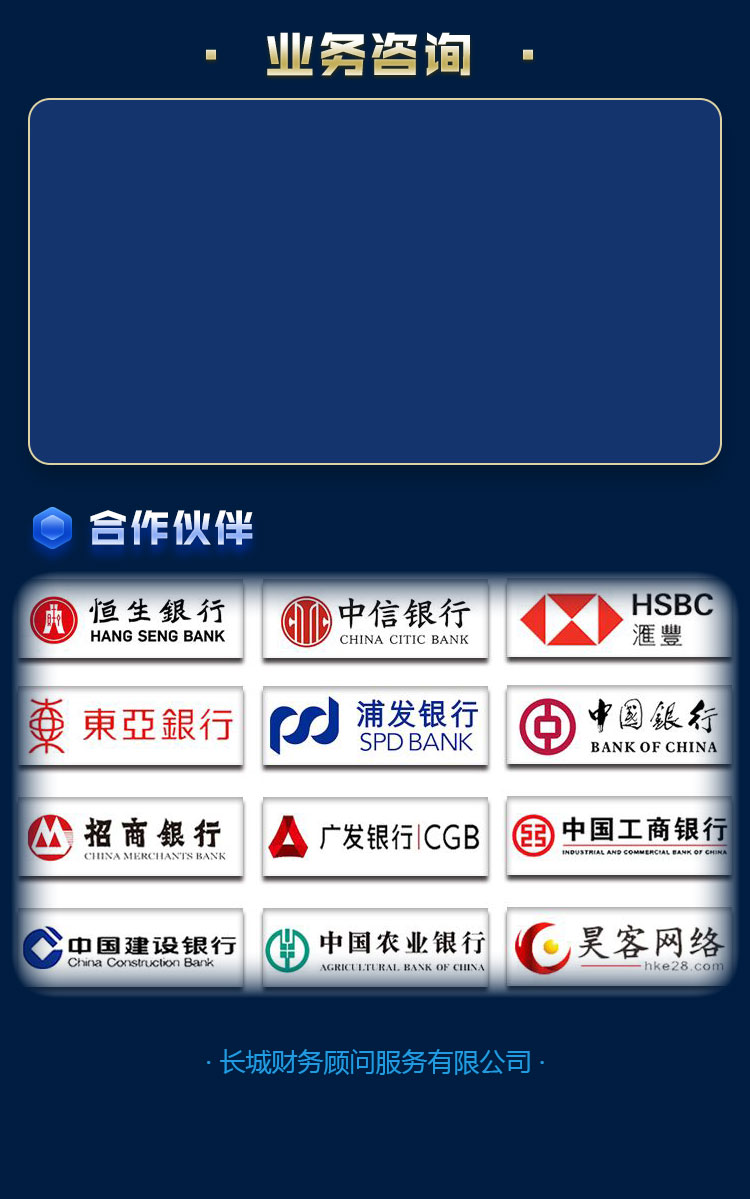 · 业务咨询 ·
合作伙伴
恒生銀行
HANG SENG BANK
中信银行
CHINA CITIC BANK
HSBC
滙豐
東亞銀行
浦发银行
SPD BANK
中国銀行
BANK OF CHINA
招商銀行
CHINA MERCHANTS BANK
广发银行|CGB
中国工商银行
INDUSTRIAL AND COMMERCIAL BANK OF CHINA
中国建设银行
China Construction Bank
中国农业银行
AGRICULTURAL BANK OF CHINA
昊客网络
hke28.com
· 长城财务顾问服务有限公司 ·